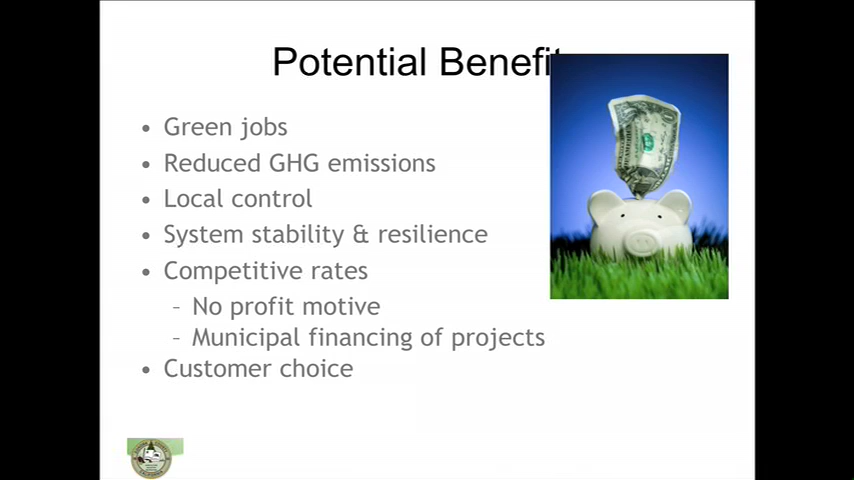 Potential Benefit
• Green jobs
• Reduced GHG emissions
• Local control
• System stability & resilience
• Competitive rates
– No profit motive
– Municipal financing of projects
• Customer choice